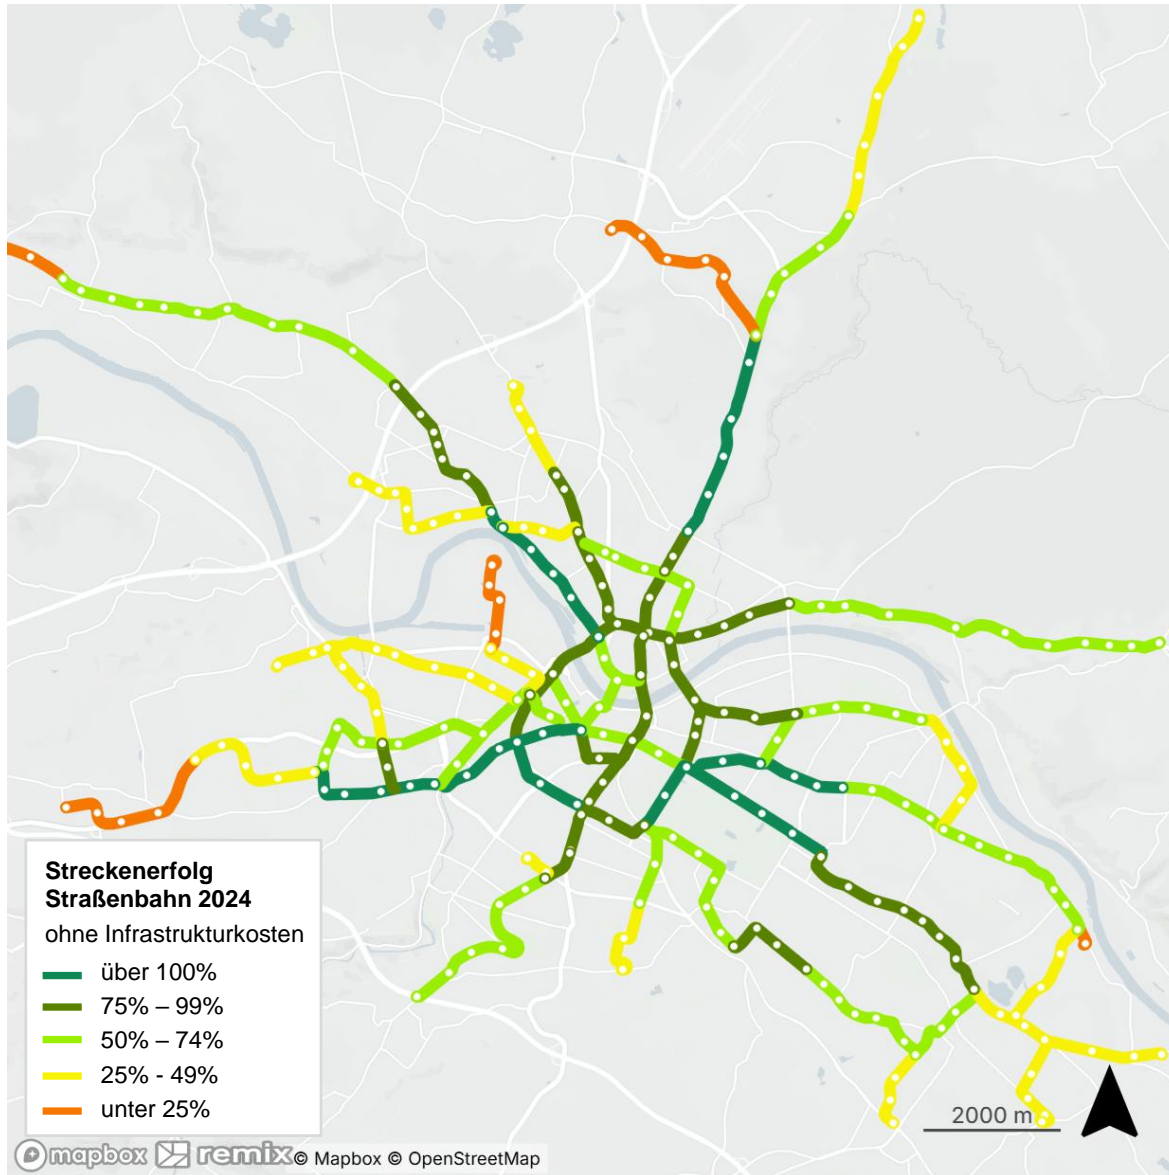 Streckenerfolg
Straßenbahn 2024
ohne Infrastrukturkosten
über 100%
75% – 99%
50% – 74%
25% - 49%
unter 25%
2000 m
mapbox remix © Mapbox © OpenStreetMap